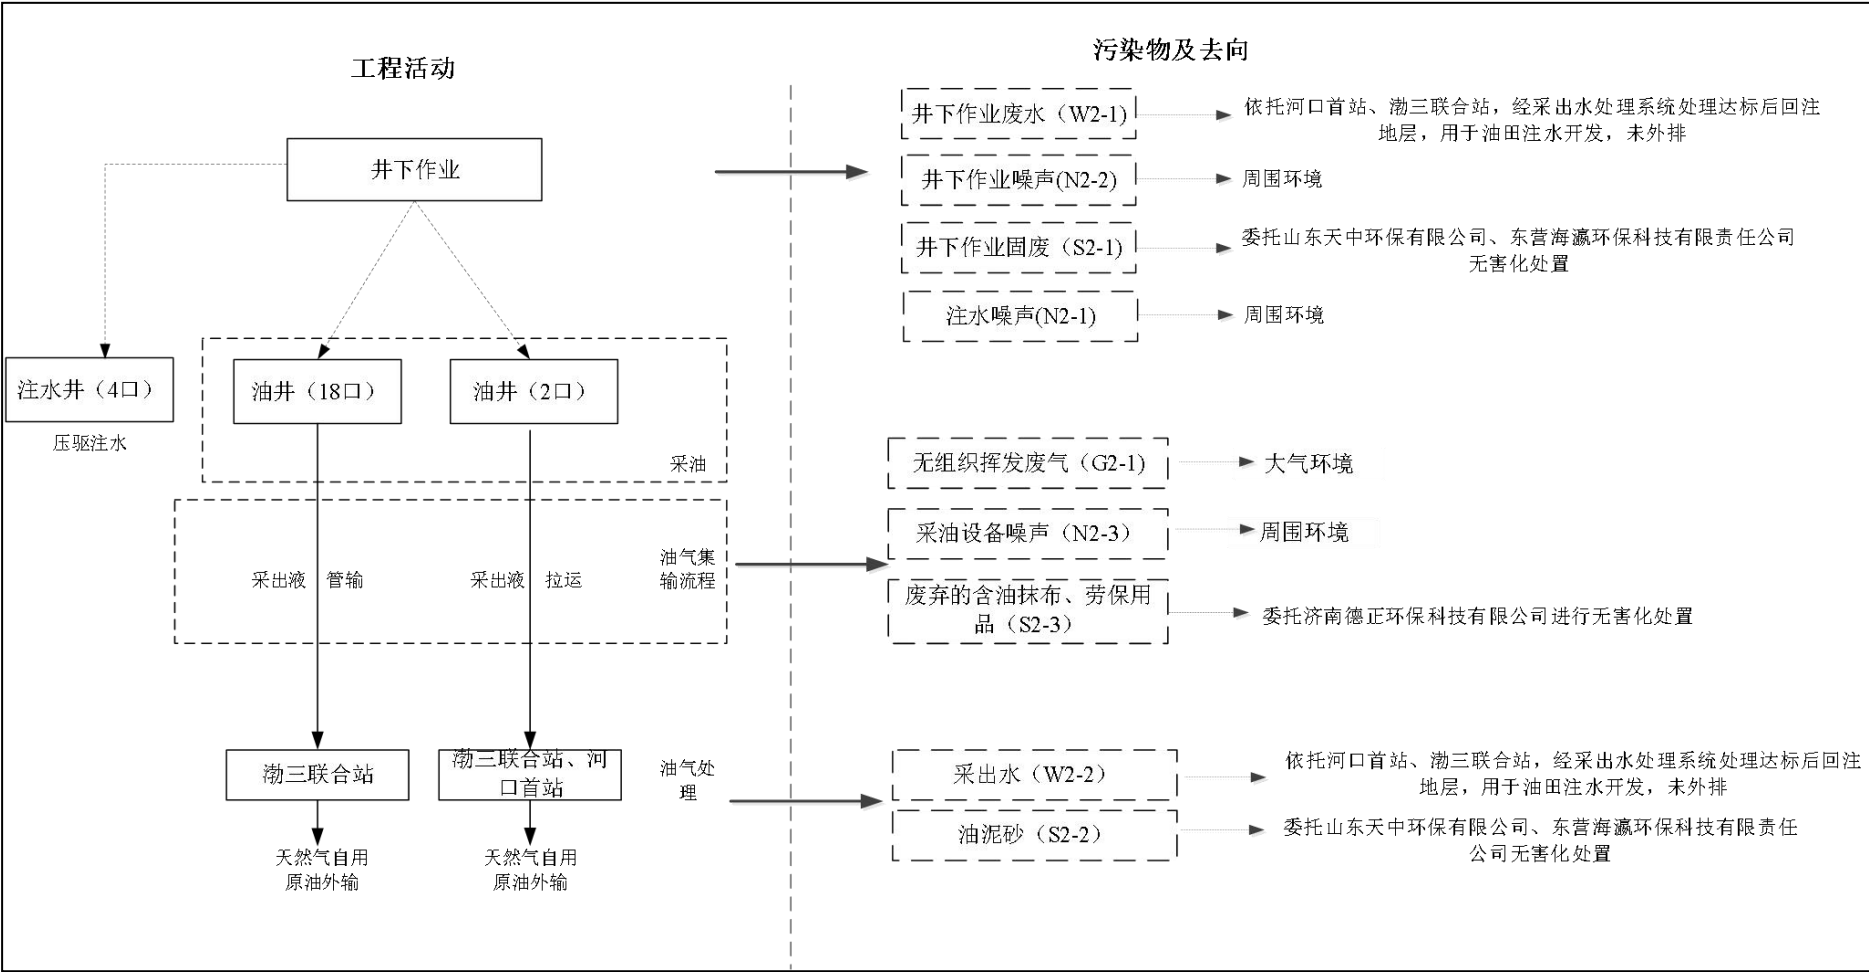 工程活动
井下作业
注水井（4口）
压驱注水
油井（18口）
油井（2口）
采油
采出液
管输
采出液
拉运
油气集
输流程
渤三联合站
渤三联合站、河
口首站
油气处
理
天然气自用
原油外输
天然气自用
原油外输
污染物及去向
井下作业废水（W2-1）
依托河口首站、渤三联合站，经采出水处理系统处理达标后回注
地层，用于油田注水开发，未外排
井下作业噪声(N2-2)
周围环境
井下作业固废（S2-1）
委托山东天中环保有限公司、东营海瀛环保科技有限责任公司
无害化处置
注水噪声(N2-1)
周围环境
无组织挥发废气（G2-1）
大气环境
采油设备噪声（N2-3）
周围环境
废弃的含油抹布、劳保用
品（S2-3）
委托济南德正环保科技有限公司进行无害化处置
采出水（W2-2）
依托河口首站、渤三联合站，经采出水处理系统处理达标后回注
地层，用于油田注水开发，未外排
油泥砂（S2-2）
委托山东天中环保有限公司、东营海瀛环保科技有限责任
公司无害化处置